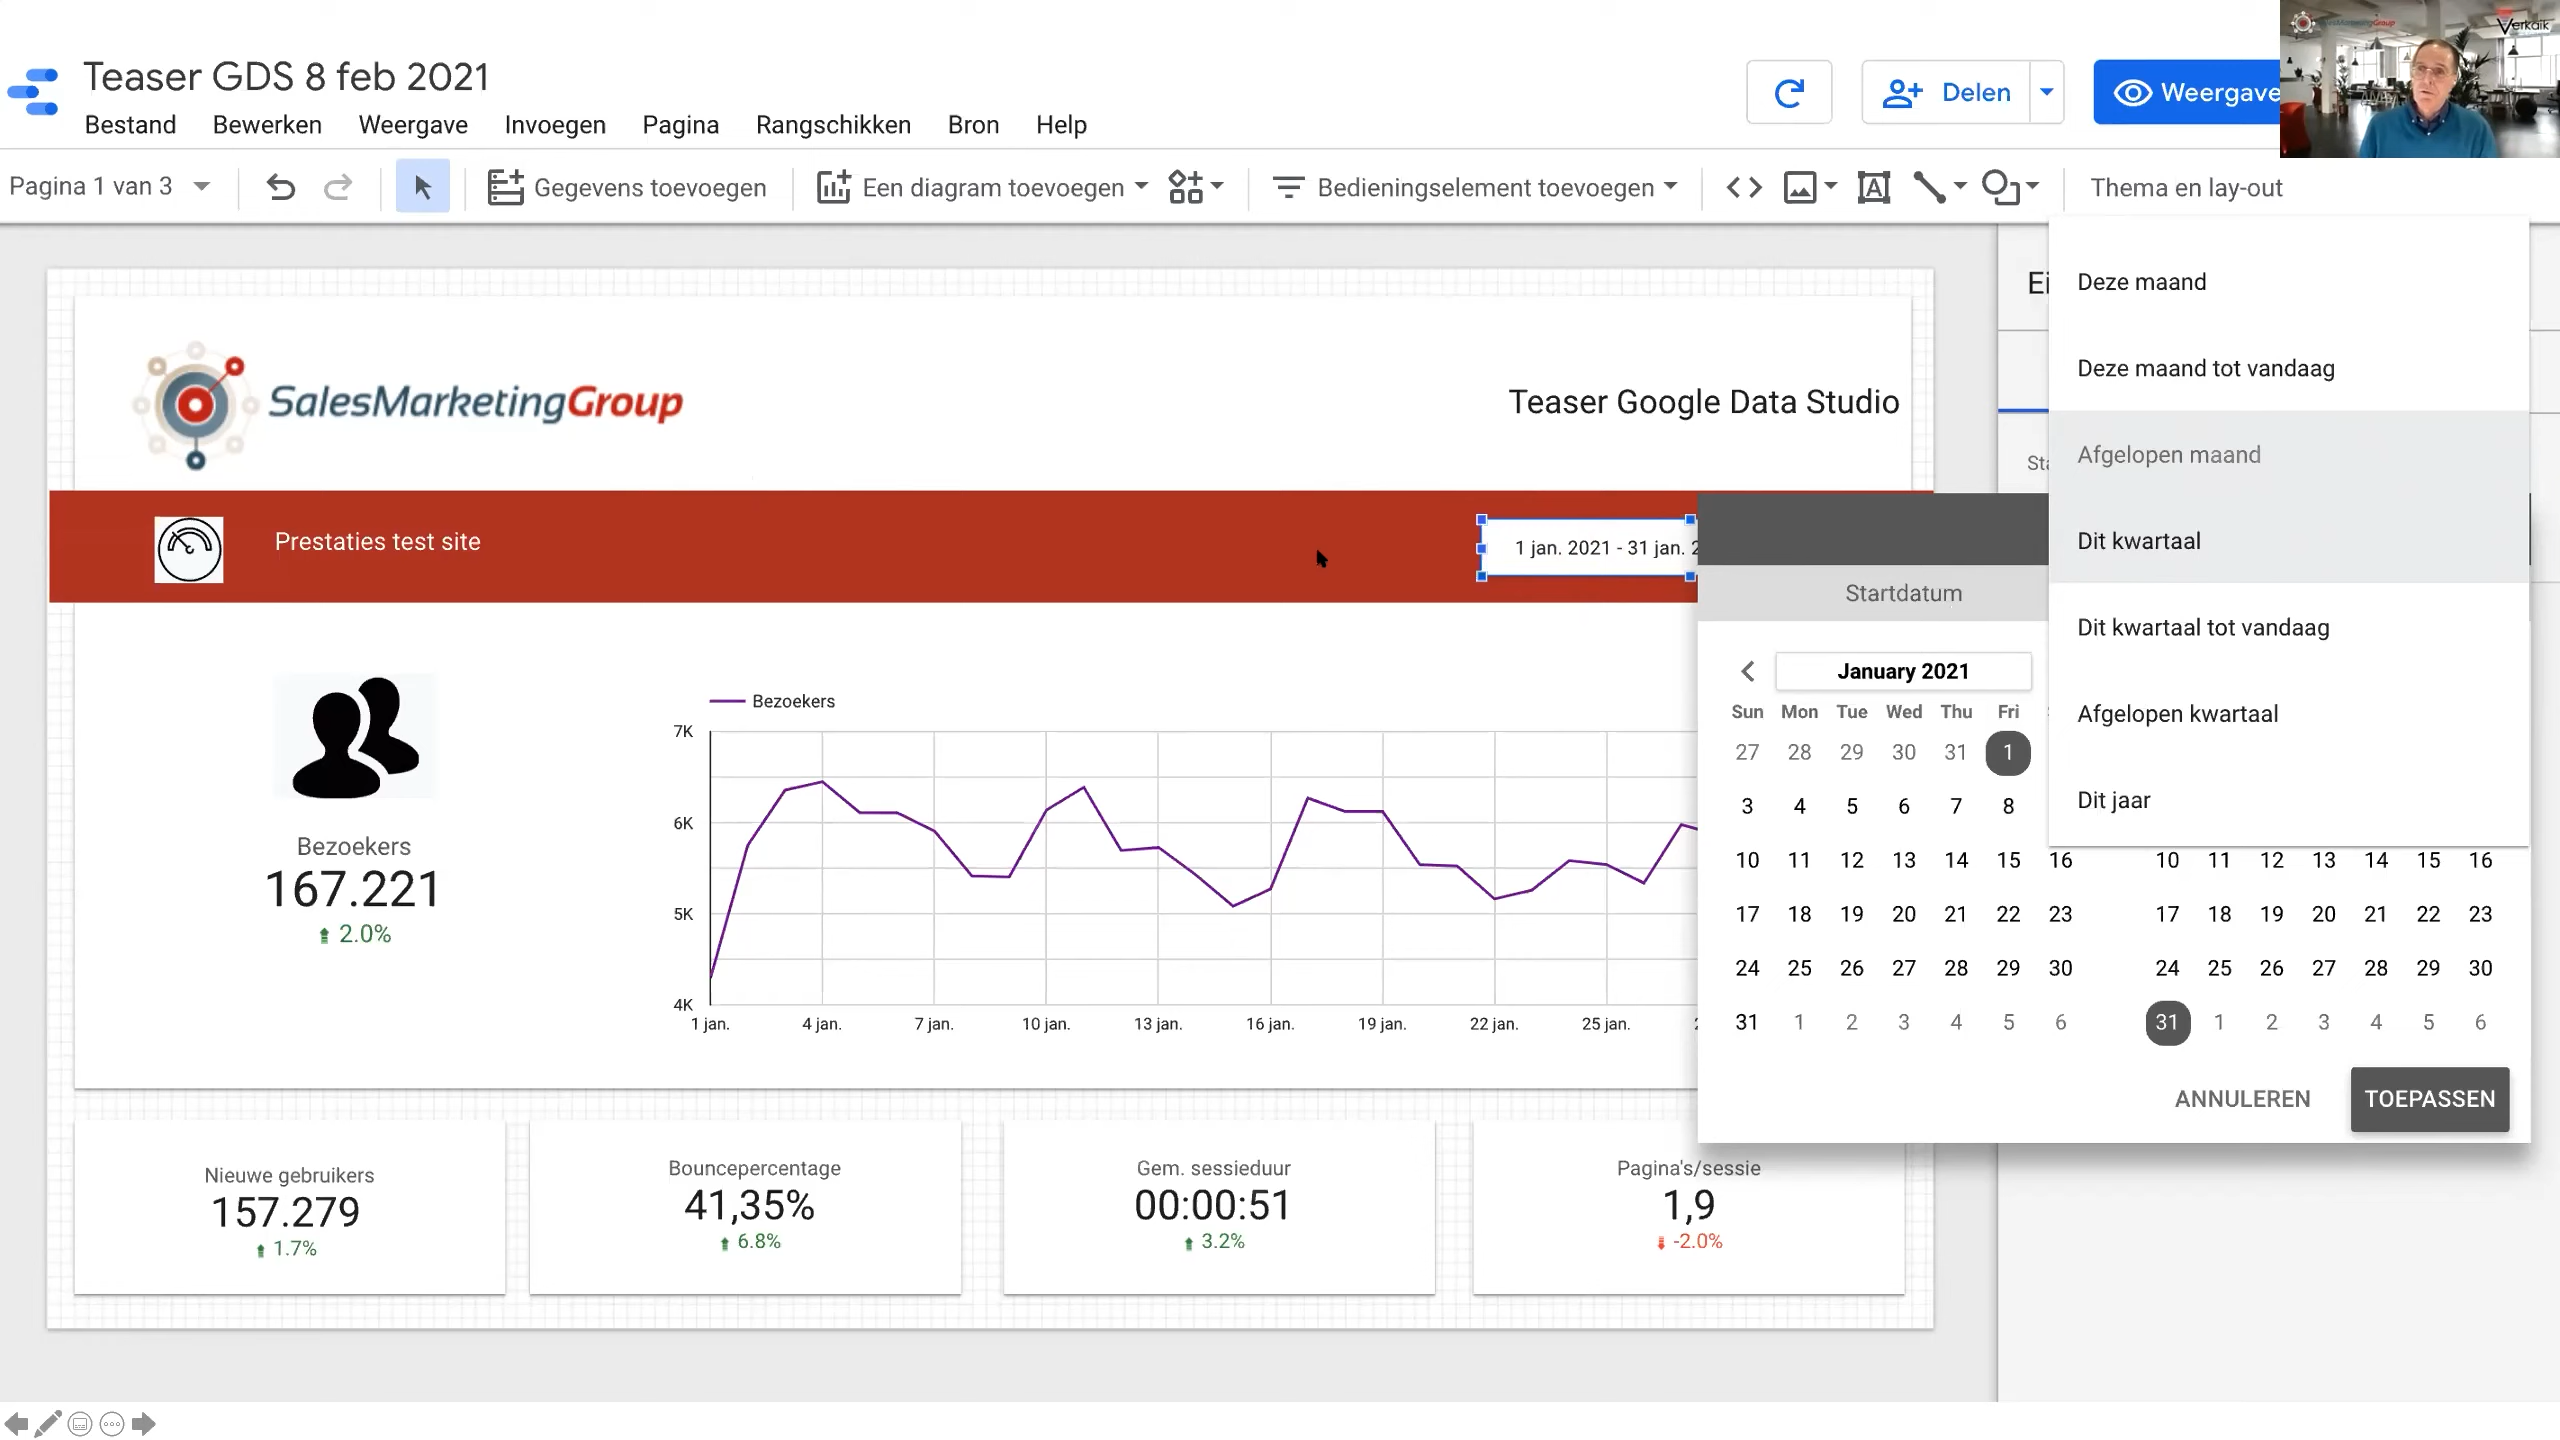 Teaser GDS 8 feb 2021
Bestand Bewerken Weergave Invoegen Pagina Rangschikken Bron Help
Delen
Weergave
Verkaik
Pagina 1 van 3
Gegevens toevoegen
Een diagram toevoegen
Bedieningselement toevoegen
Thema en lay-out
SalesMarketingGroup
Teaser Google Data Studio
Prestaties test site
1 jan. 2021 - 31 jan. 2
Deze maand
Deze maand tot vandaag
Afgelopen maand
Dit kwartaal
Dit kwartaal tot vandaag
Afgelopen kwartaal
Dit jaar
Startdatum
January 2021
Sun Mon Tue Wed Thu Fri
27 28 29 30 31 1
3 4 5 6 7 8
10 11 12 13 14 15 16
17 18 19 20 21 22 23
24 25 26 27 28 29 30
31 1 2 3 4 5 6
10 11 12 13 14 15 16
17 18 19 20 21 22 23
24 25 26 27 28 29 30
31 1 2 3 4 5 6
ANNULEREN
TOEPASSEN
Bezoekers
167.221
2.0%
Bezoekers
7K
6K
5K
4K
1 jan. 4 jan. 7 jan. 10 jan. 13 jan. 16 jan. 19 jan. 22 jan. 25 jan.
Nieuwe gebruikers
157.279
1.7%
Bouncepercentage
41,35%
6.8%
Gem. sessieduur
00:00:51
3.2%
Pagina's/sessie
1,9
-2.0%